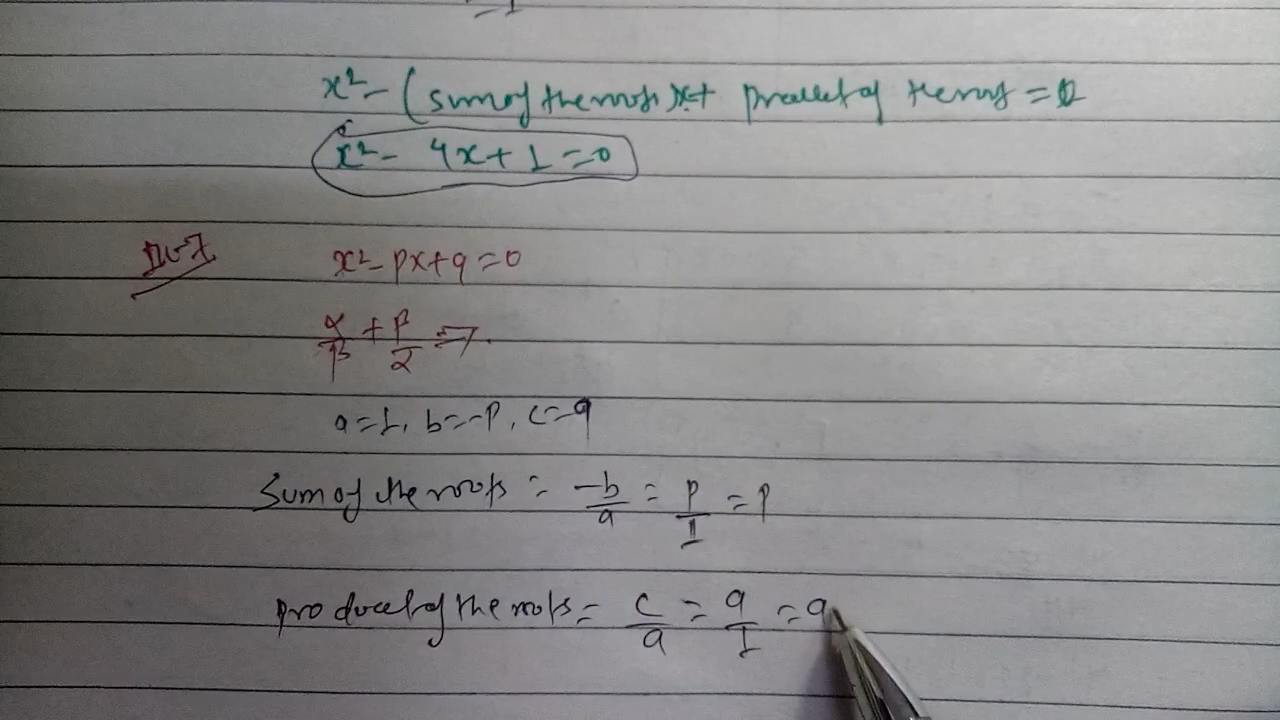 = 1
x² - (sum of the roots)x + product of the roots = 0
x² - 4x + 1 = 0
x² - px + q = 0
α/β + β/α = 7.
a = 1, b = -p, c = q
Sum of the roots = -b/a = p/1 = p
product of the roots = c/a = q/1 = q